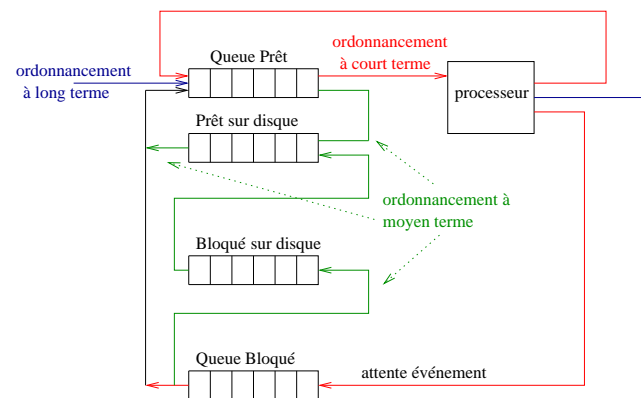 Queue Prêt
ordonnancement
à court terme
ordonnancement
à long terme
processeur
Prêt sur disque
ordonnancement à
moyen terme
Bloqué sur disque
Queue Bloqué
attente événement